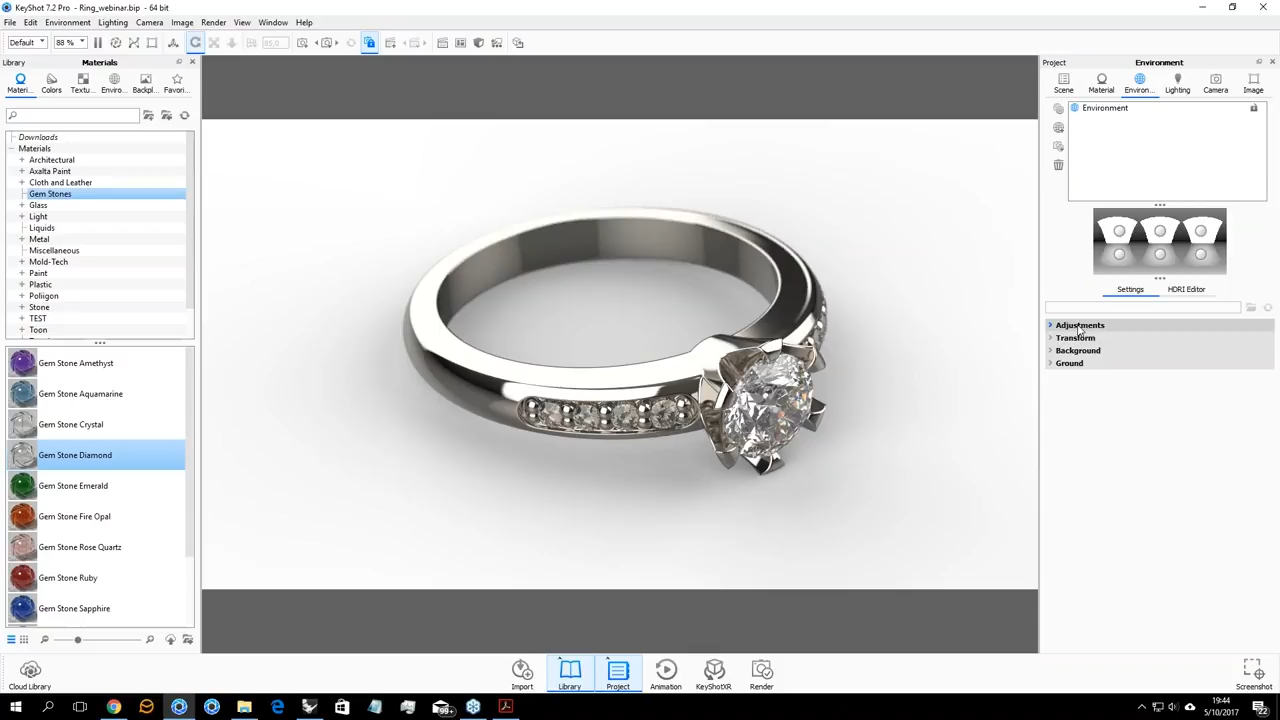 KeyShot 7.2 Pro - Ring_webinar.bip - 64 bit
File Edit Environment Lighting Camera Image Render View Window Help
Default 88 % 85,0
Library Materials
Materi... Colors Textu... Enviro... Backpl... Favori...
Downloads
Materials
Architectural
Axalta Paint
Cloth and Leather
Gem Stones
Glass
Light
Liquids
Metal
Miscellaneous
Mold-Tech
Paint
Plastic
Poliigon
Stone
TEST
Toon
Gem Stone Amethyst
Gem Stone Aquamarine
Gem Stone Crystal
Gem Stone Diamond
Gem Stone Emerald
Gem Stone Fire Opal
Gem Stone Rose Quartz
Gem Stone Ruby
Gem Stone Sapphire
Project Environment
Scene Material Environ... Lighting Camera Image
Environment
Settings HDRI Editor
Adjustments
Transform
Background
Ground
Cloud Library Import Library Project Animation KeyShotXR Render Screenshot
99+
19:44
5/10/2017
22